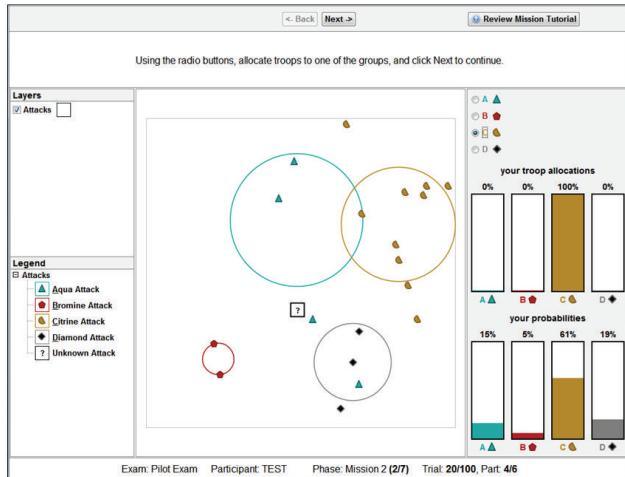 <- Back Next -> Review Mission Tutorial
Using the radio buttons, allocate troops to one of the groups, and click Next to continue.
Layers
Attacks
Legend
Attacks
Aqua Attack
Bromine Attack
Citrine Attack
Diamond Attack
? Unknown Attack
?
A
B
C
D
your troop allocations
0% 0% 100% 0%
A B C D
your probabilities
15% 5% 61% 19%
A B C D
Exam: Pilot Exam Participant: TEST Phase: Mission 2 (2/7) Trial: 20/100, Part: 4/6